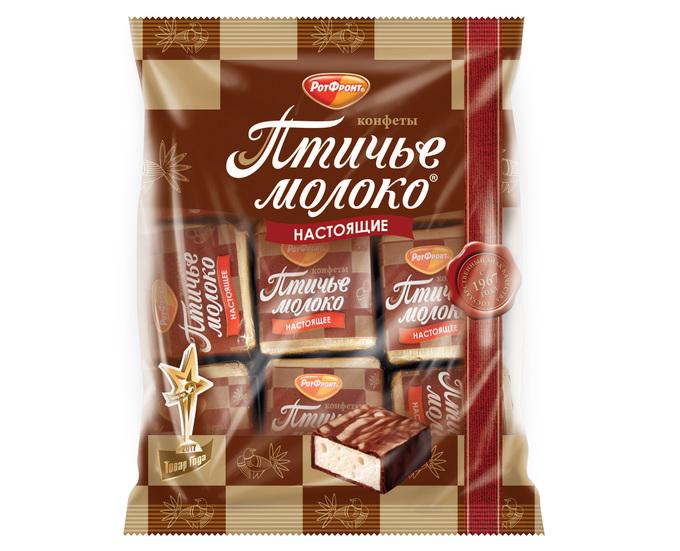 РотФронт®
конфеты
Птичье
молоко®
НАСТОЯЩИЕ
РотФронт
конфеты
Птичье
молоко
НАСТОЯЩЕЕ
Птичье
молоко
НАСТОЯЩЕЕ
РотФронт
Птичье
молоко
НАСТОЯЩЕЕ
1967
РотФронт
конфеты
Птичье
Товар Года